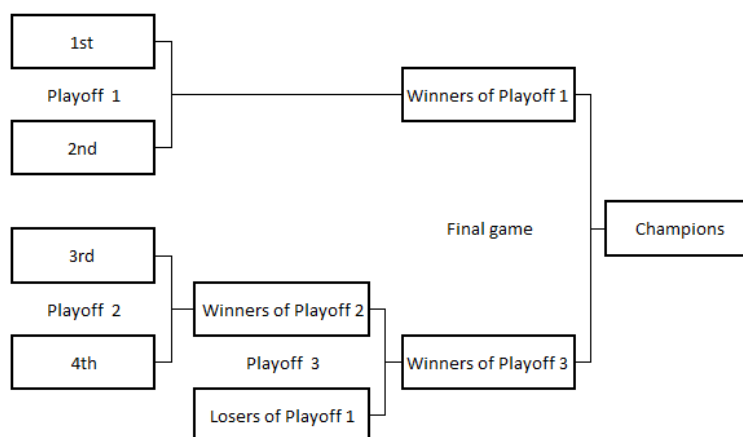 1st
Playoff 1
2nd
Winners of Playoff 1
Final game
Champions
3rd
Playoff 2
4th
Winners of Playoff 2
Playoff 3
Losers of Playoff 1
Winners of Playoff 3